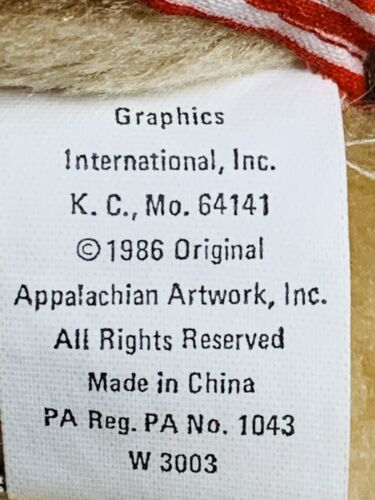 Graphics
International, Inc.
K. C., Mo. 64141
©1986 Original
Appalachian Artwork, Inc.
All Rights Reserved
Made in China
PA Reg. PA No. 1043
W 3003